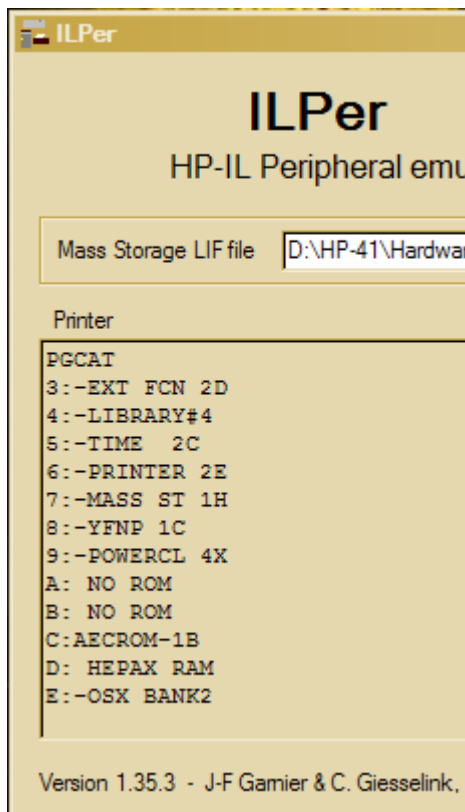 ILPer
ILPer
HP-IL Peripheral emu
Mass Storage LIF file D:\HP-41\Hardwar
Printer
PGCAT
3:-EXT FCN 2D
4:-LIBRARY#4
5:-TIME  2C
6:-PRINTER 2E
7:-MASS ST 1H
8:-YFNP 1C
9:-POWERCL 4X
A: NO ROM
B: NO ROM
C:AECROM-1B
D: HEPAX RAM
E:-OSX BANK2
Version 1.35.3 - J-F Garnier & C. Giesselink,